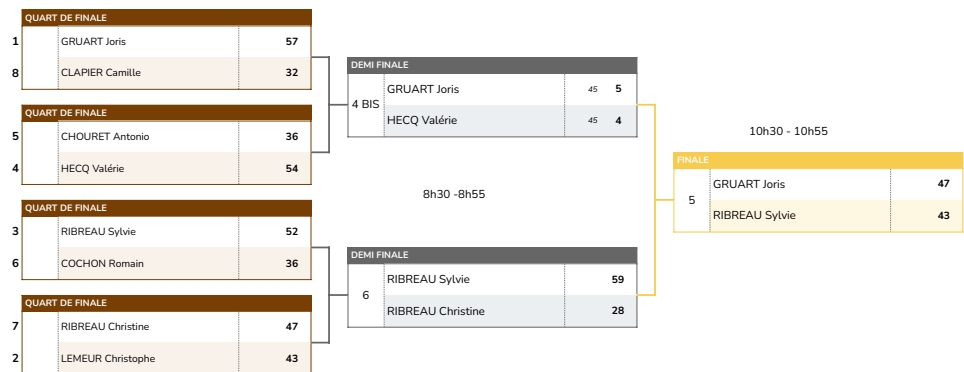 QUART DE FINALE
1 GRUART Joris 57
8 CLAPIER Camille 32
QUART DE FINALE
5 CHOURET Antonio 36
4 HECQ Valérie 54
QUART DE FINALE
3 RIBREAU Sylvie 52
6 COCHON Romain 36
QUART DE FINALE
7 RIBREAU Christine 47
2 LEMEUR Christophe 43
DEMI FINALE
4 BIS
GRUART Joris 45 5
HECQ Valérie 45 4
8h30 -8h55
DEMI FINALE
6
RIBREAU Sylvie 59
RIBREAU Christine 28
10h30 - 10h55
FINALE
5
GRUART Joris 47
RIBREAU Sylvie 43